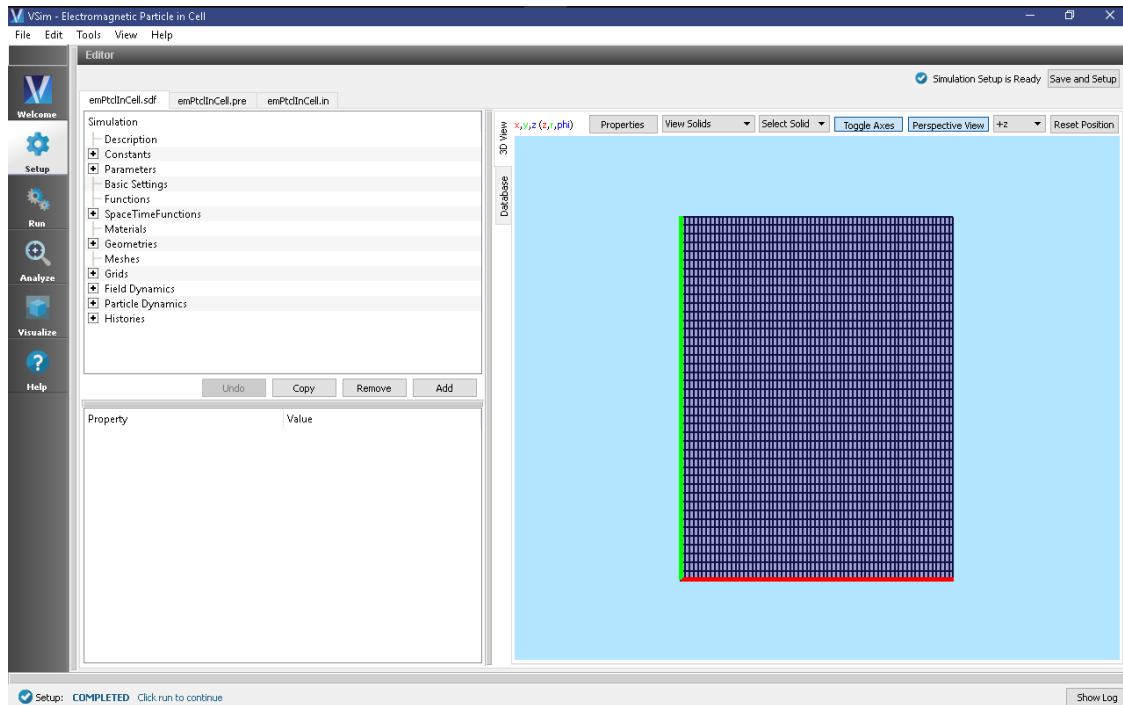 VSim - Electromagnetic Particle in Cell
File Edit Tools View Help
Editor
Simulation Setup is Ready Save and Setup
Welcome
Setup
Run
Analyze
Visualize
Help
emPtclInCell.sdf emPtclInCell.pre emPtclInCell.in
Simulation
Description
Constants
Parameters
Basic Settings
Functions
SpaceTimeFunctions
Materials
Geometries
Meshes
Grids
Field Dynamics
Particle Dynamics
Histories
Undo Copy Remove Add
Property Value
3D View
Database
x,y,z (z,r,phi) Properties View Solids Select Solid Toggle Axes Perspective View +z Reset Position
Setup: COMPLETED Click run to continue
Show Log